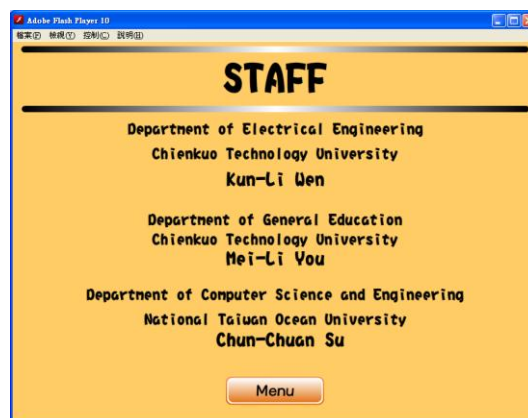 Adobe Flash Player 10
檔案(F) 檢視(V) 控制(C) 說明(H)
STAFF
Department of Electrical Engineering
Chienkuo Technology University
Kun-Li Wen
Department of General Education
Chienkuo Technology University
Mei-Li You
Department of Computer Science and Engineering
National Taiwan Ocean University
Chun-Chuan Su
Menu